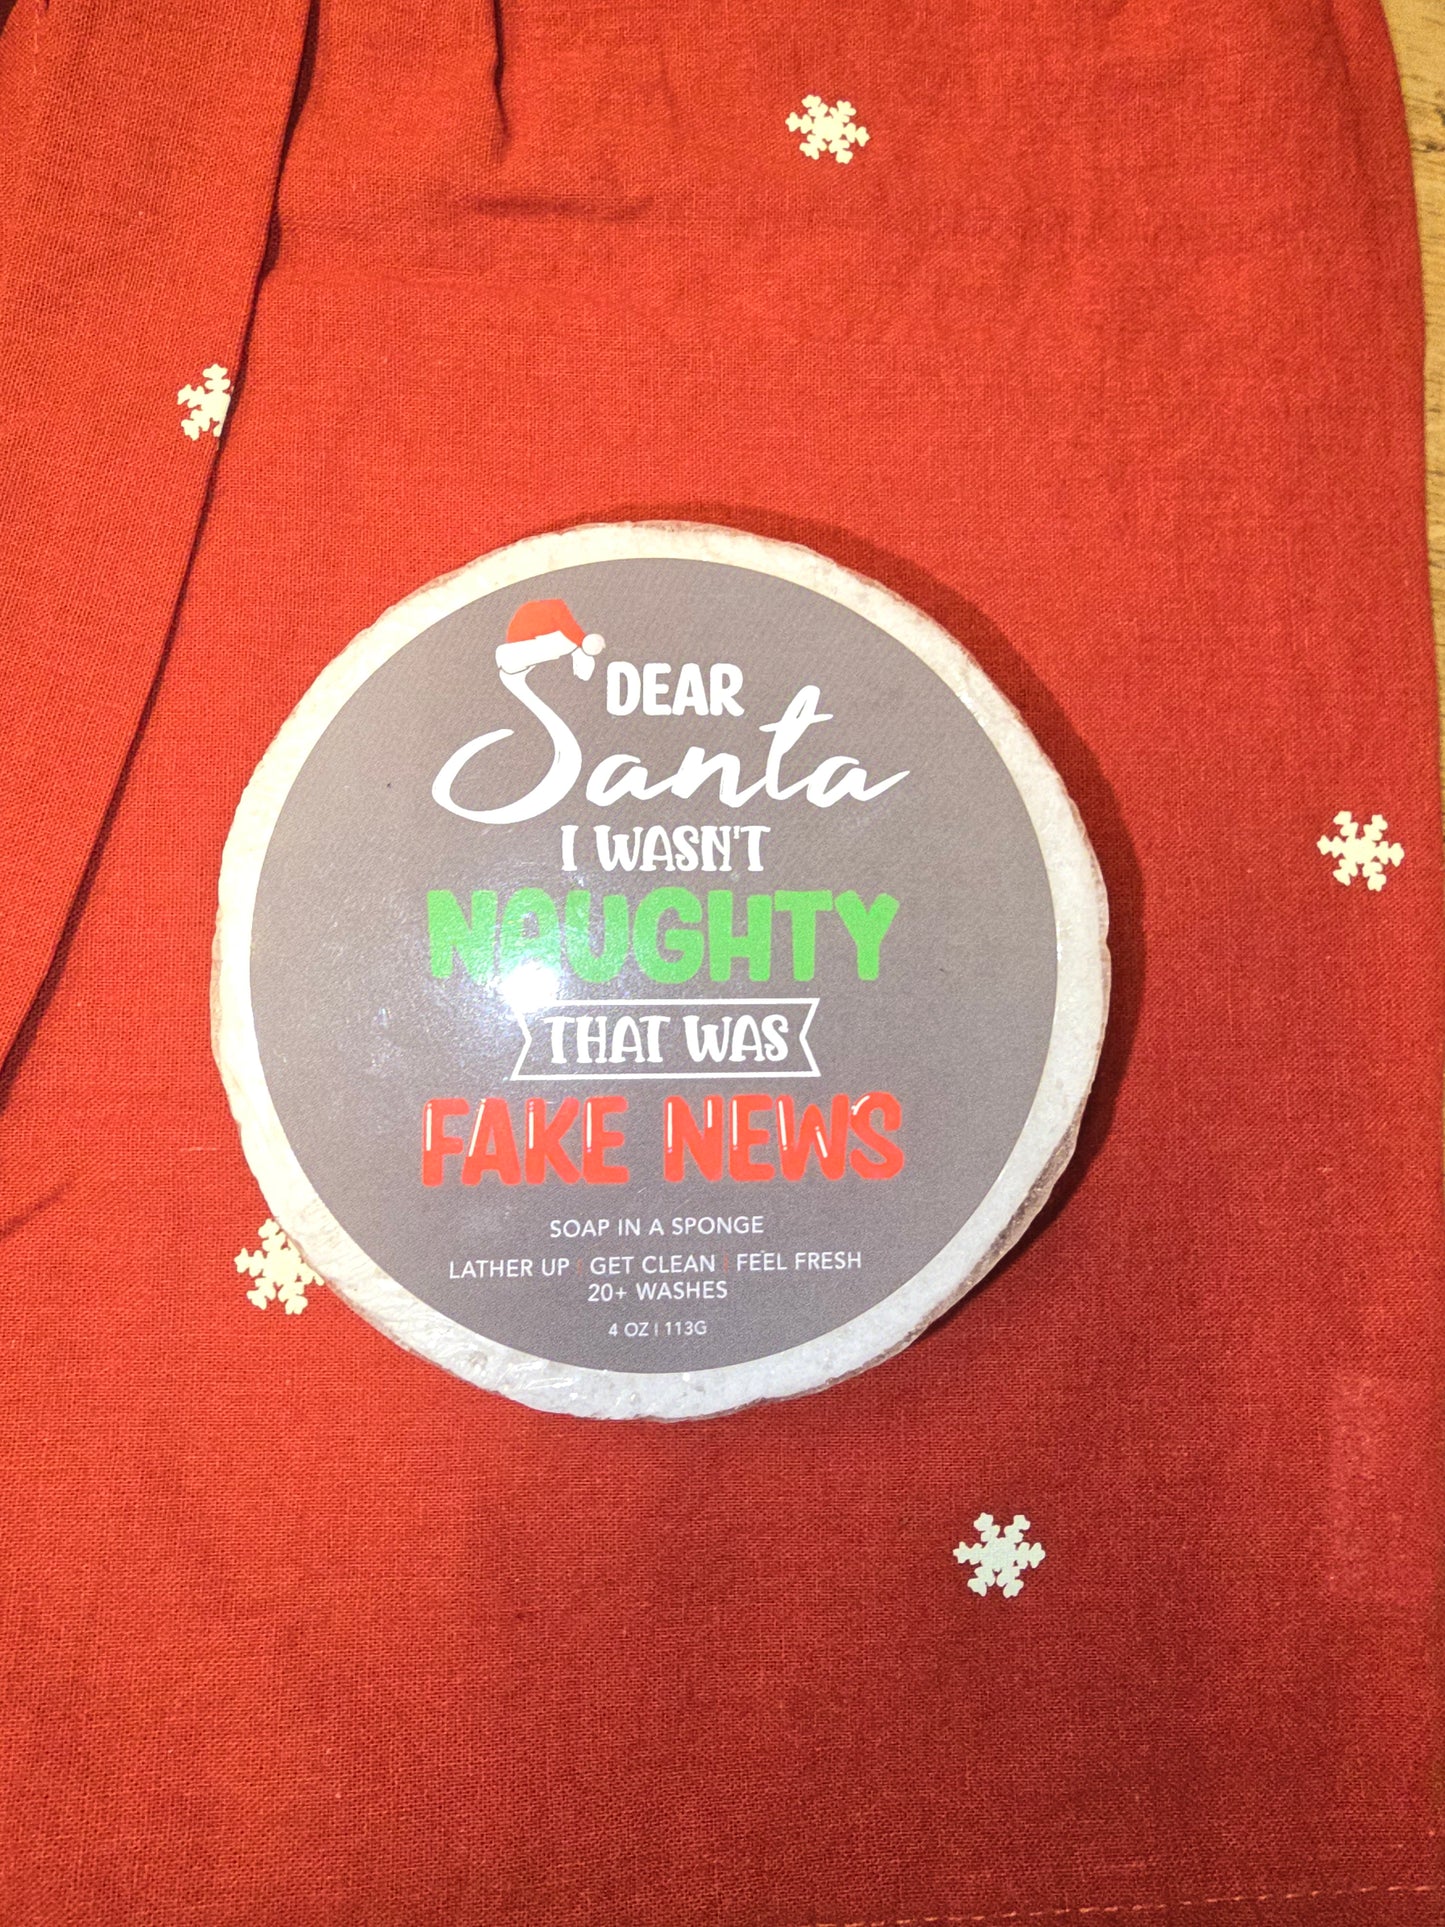 DEAR
Santa
I WASN'T
NAUGHTY
THAT WAS
FAKE NEWS
SOAP IN A SPONGE
LATHER UP | GET CLEAN | FEEL FRESH
20+ WASHES
4 OZ | 113G